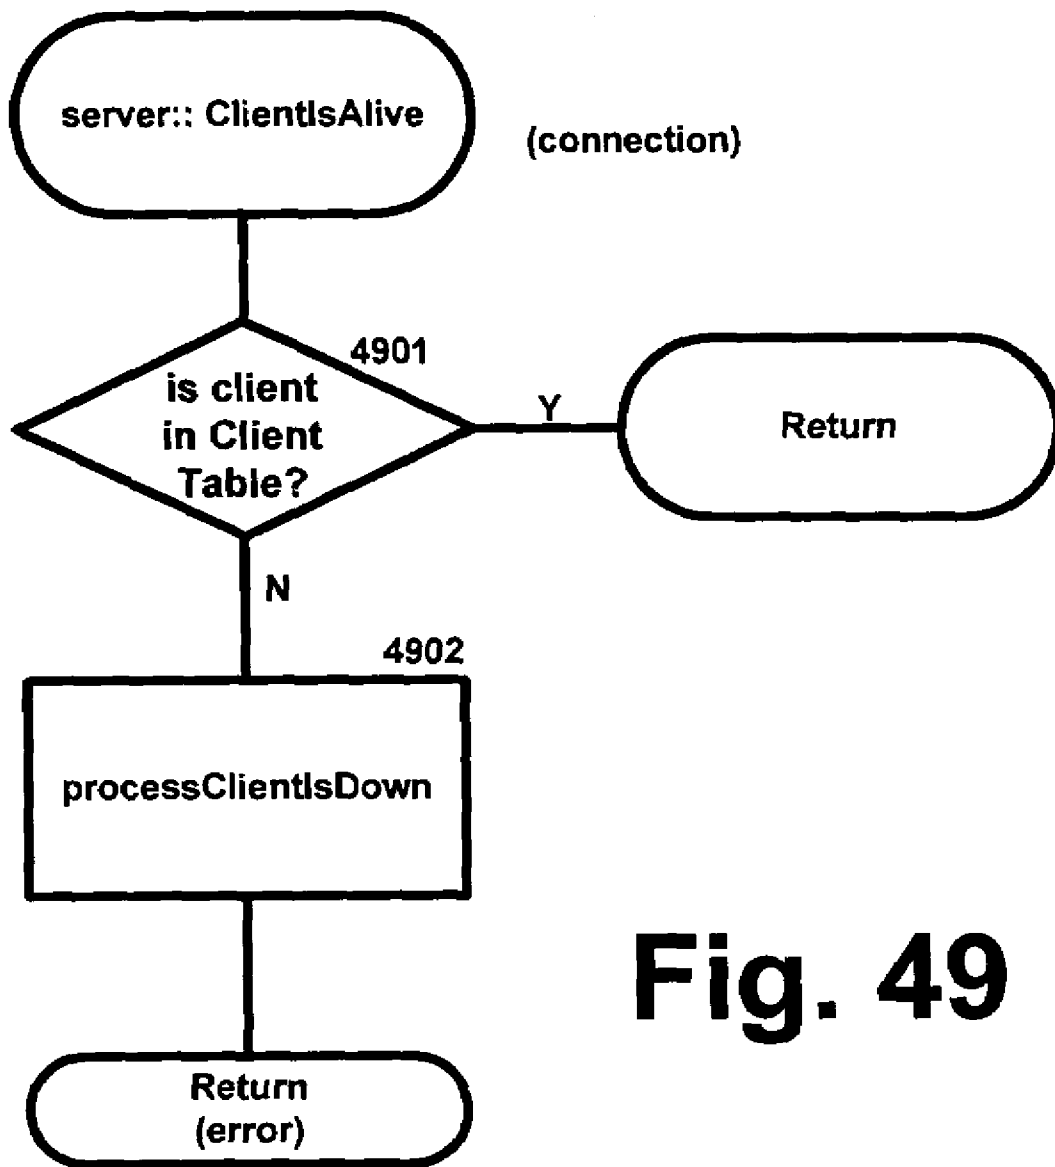 server:: ClientIsAlive
(connection)
4901
is client
in Client
Table?
Y
Return
N
4902
processClientIsDown
Return
(error)
Fig. 49